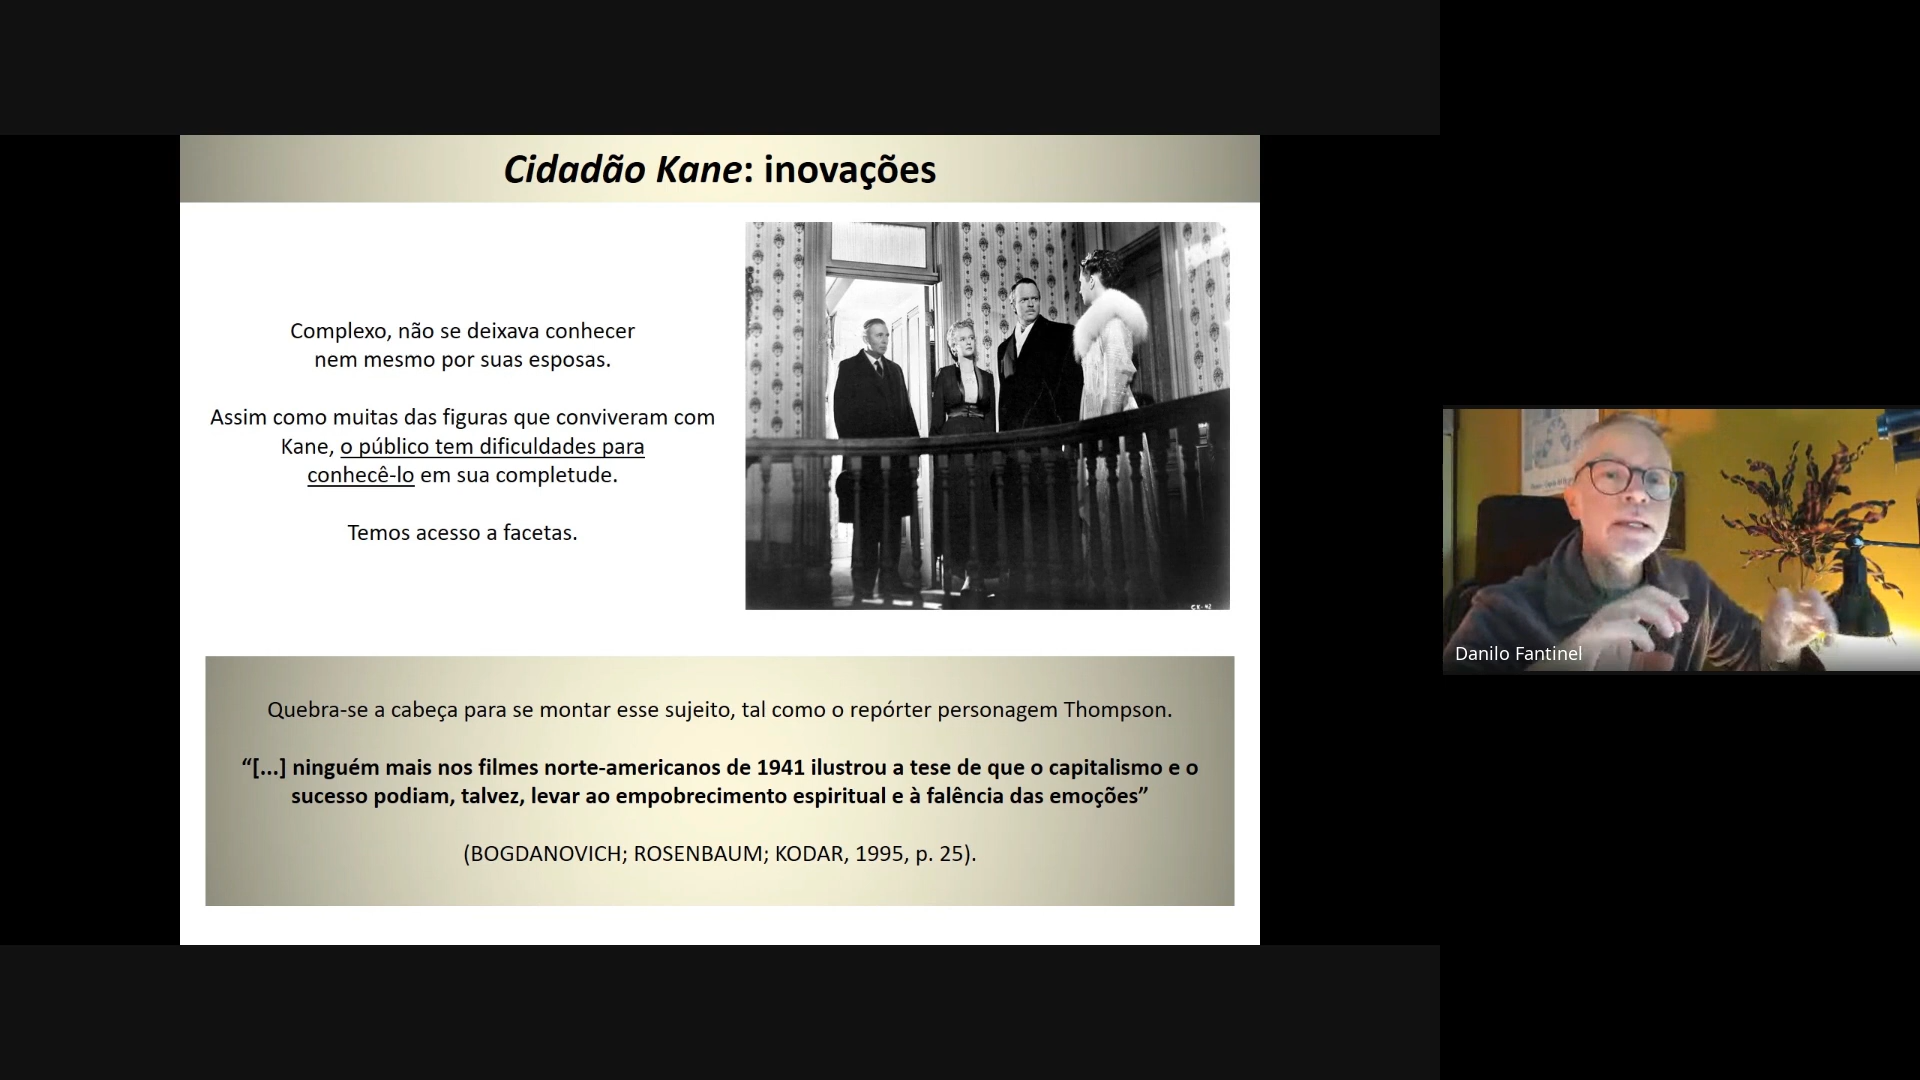 Cidadão Kane: inovações
Complexo, não se deixava conhecer
nem mesmo por suas esposas.
Assim como muitas das figuras que conviveram com
Kane, o público tem dificuldades para
conhecê-lo em sua completude.
Temos acesso a facetas.
CK-42
Quebra-se a cabeça para se montar esse sujeito, tal como o repórter personagem Thompson.
“[...] ninguém mais nos filmes norte-americanos de 1941 ilustrou a tese de que o capitalismo e o
sucesso podiam, talvez, levar ao empobrecimento espiritual e à falência das emoções”
(BOGDANOVICH; ROSENBAUM; KODAR, 1995, p. 25).
Danilo Fantinel